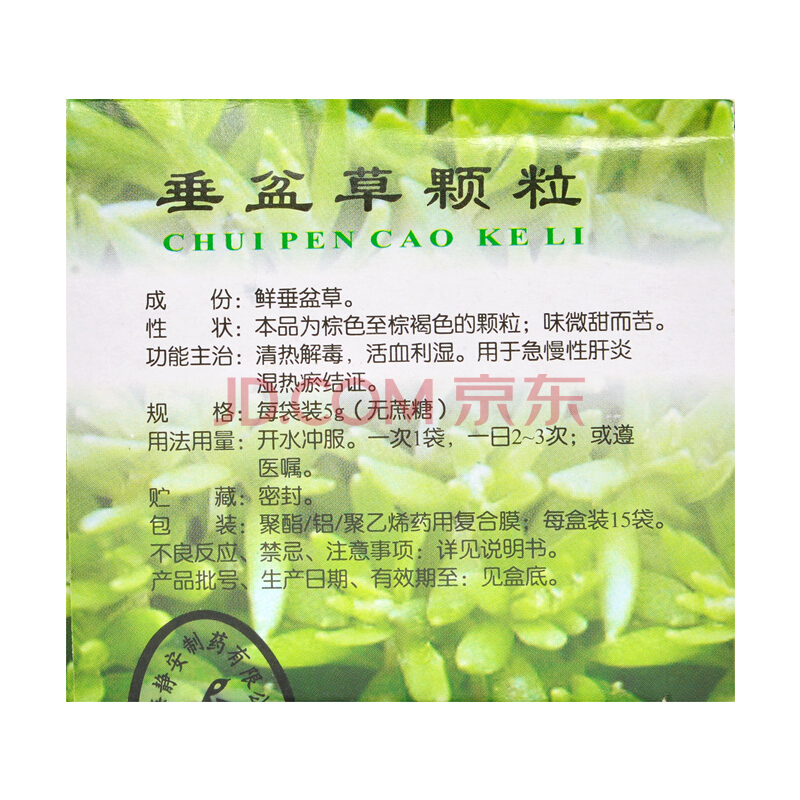 垂盆草颗粒
CHUI PEN CAO KE LI
成 份：鲜垂盆草。
性 状：本品为棕色至棕褐色的颗粒；味微甜而苦。
功能主治：清热解毒，活血利湿。用于急慢性肝炎
湿热瘀结证。
JD.COM 京东
规 格：每袋装5g（无蔗糖）
用法用量：开水冲服。一次1袋，一日2~3次；或遵
医嘱。
贮 藏：密封。
包 装：聚酯/铝/聚乙烯药用复合膜；每盒装15袋。
不良反应、禁忌、注意事项：详见说明书。
产品批号、生产日期、有效期至：见盒底。
静安制药有限公